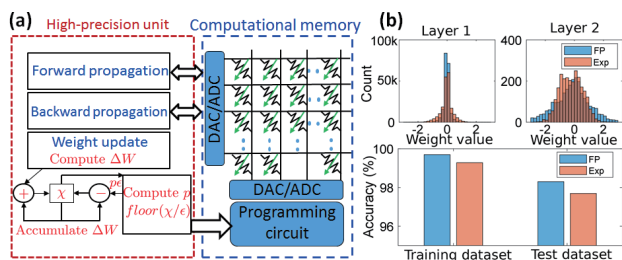 (a)
High-precision unit
Computational memory
Forward propagation
Backward propagation
Weight update
Compute ΔW
DAC/ADC
+
χ
−
pϵ
Compute p
floor(χ/ϵ)
Accumulate ΔW
DAC/ADC
Programming
circuit
(b)
Layer 1
Layer 2
100k
50k
0
Count
-2 0 2
Weight value
400
200
0
FP
Exp
-2 0 2
Weight value
Accuracy (%)
100
98
96
FP
Exp
Training dataset
Test dataset